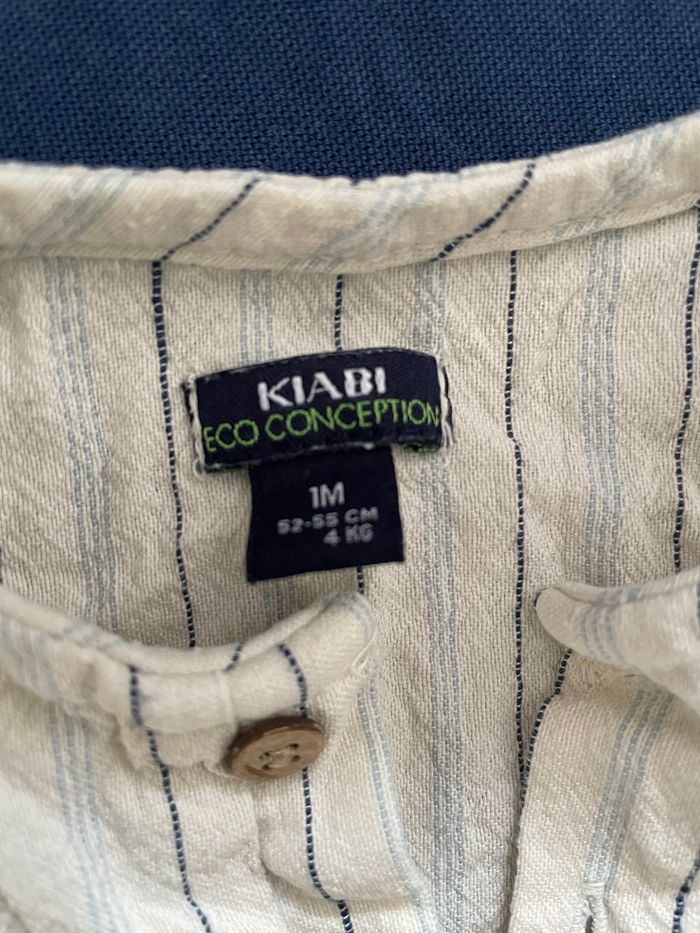 KIABI
ECO CONCEPTION
1M
52-55 CM
4 KG